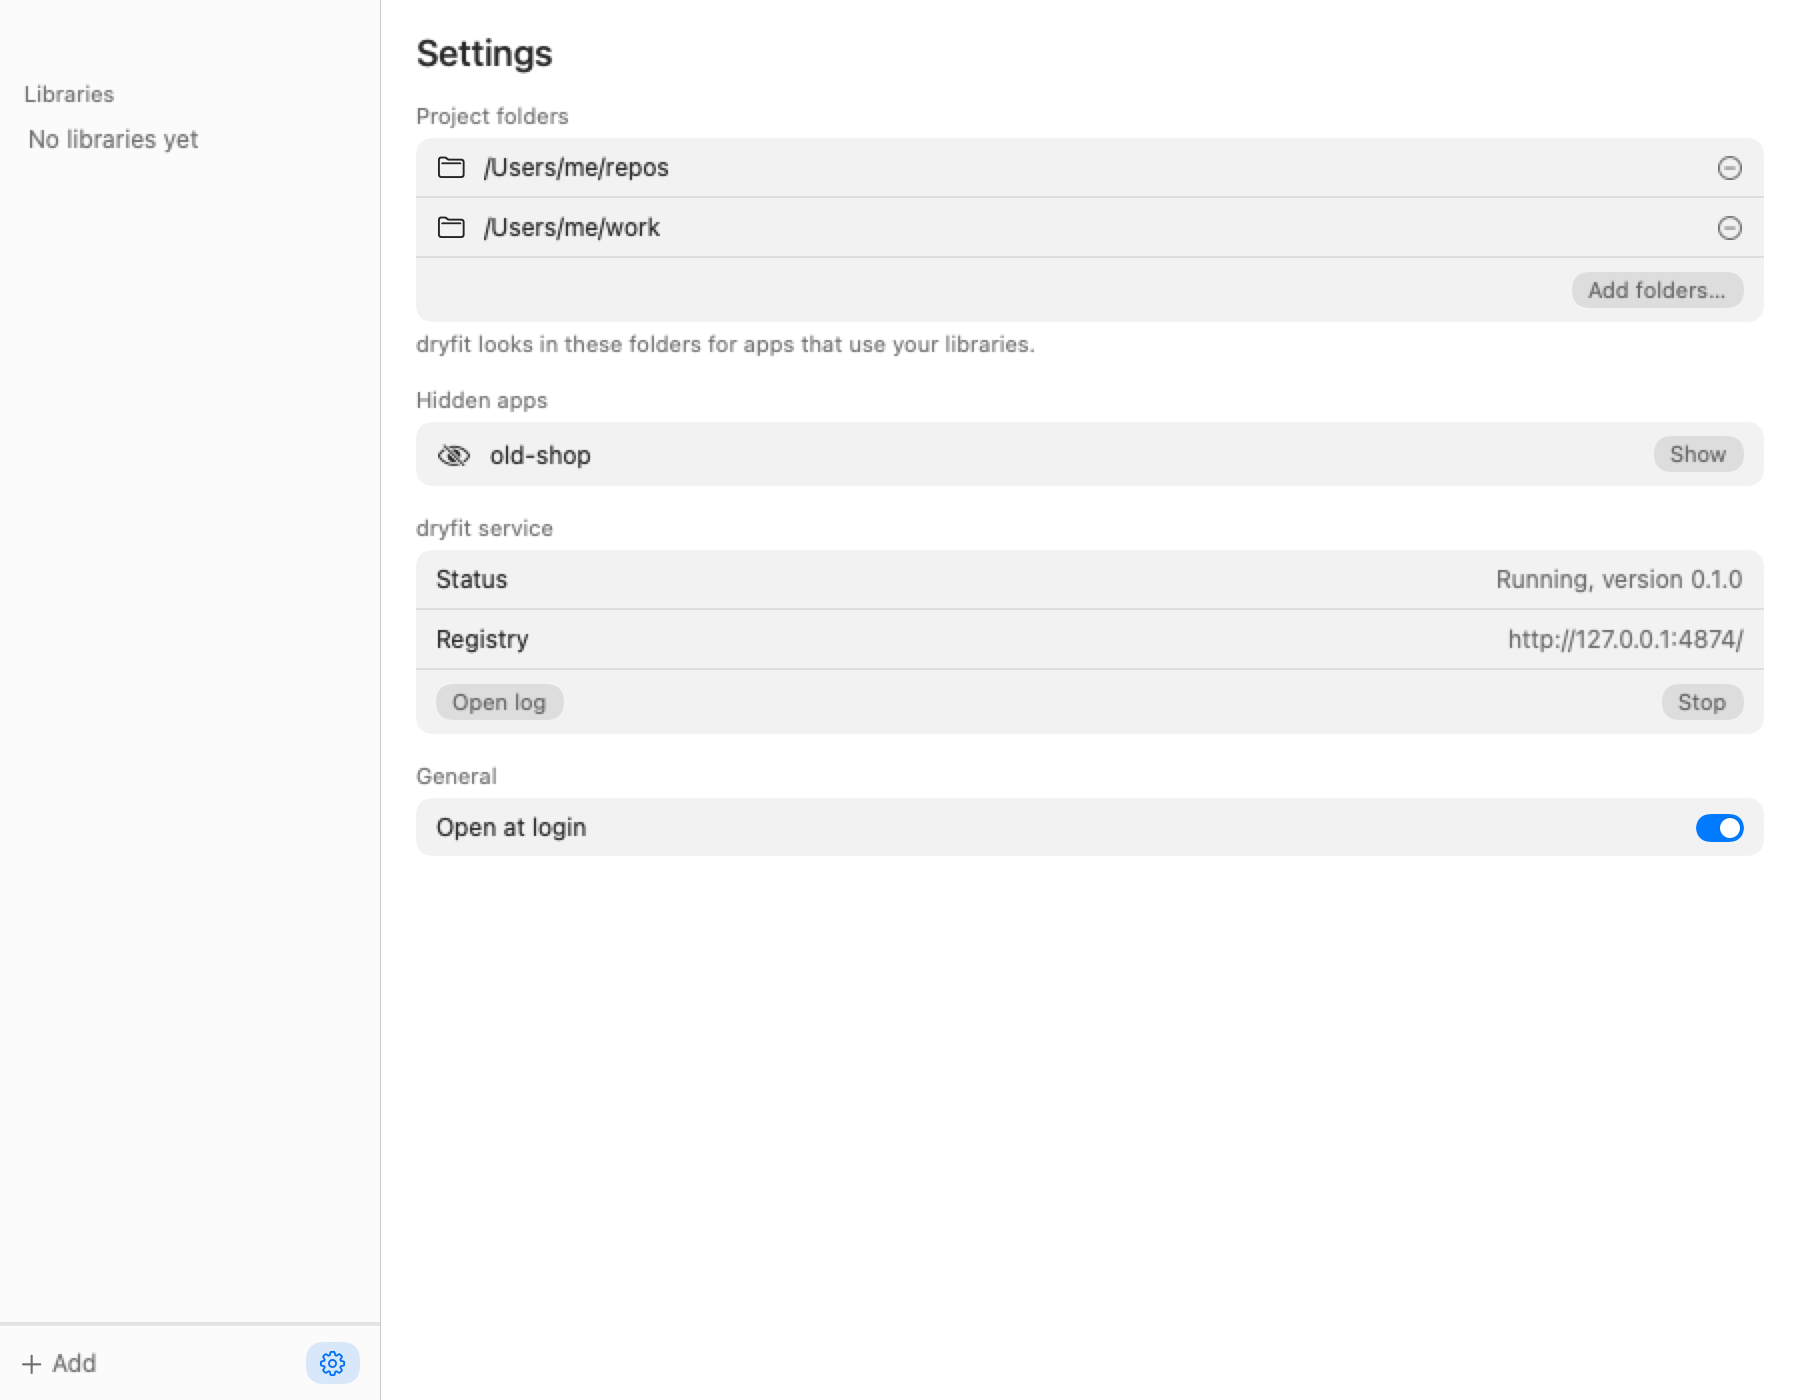 Libraries
No libraries yet
Settings
Project folders
/Users/me/repos
/Users/me/work
Add folders...
dryfit looks in these folders for apps that use your libraries.
Hidden apps
old-shop
Show
dryfit service
Status
Running, version 0.1.0
Registry
http://127.0.0.1:4874/
Open log
Stop
General
Open at login
Add